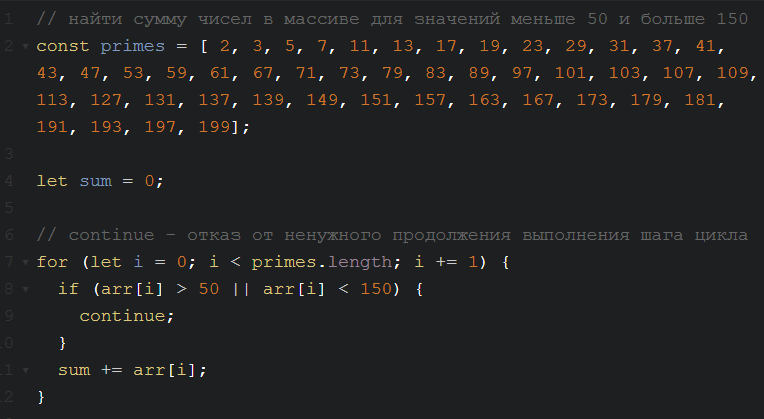 1 // найти сумму чисел в массиве для значений меньше 50 и больше 150
2 const primes = [ 2, 3, 5, 7, 11, 13, 17, 19, 23, 29, 31, 37, 41,
43, 47, 53, 59, 61, 67, 71, 73, 79, 83, 89, 97, 101, 103, 107, 109,
113, 127, 131, 137, 139, 149, 151, 157, 163, 167, 173, 179, 181,
191, 193, 197, 199];
3
4 let sum = 0;
5
6 // continue - отказ от ненужного продолжения выполнения шага цикла
7 for (let i = 0; i < primes.length; i += 1) {
8 if (arr[i] > 50 || arr[i] < 150) {
9 continue;
10 }
11 sum += arr[i];
12 }